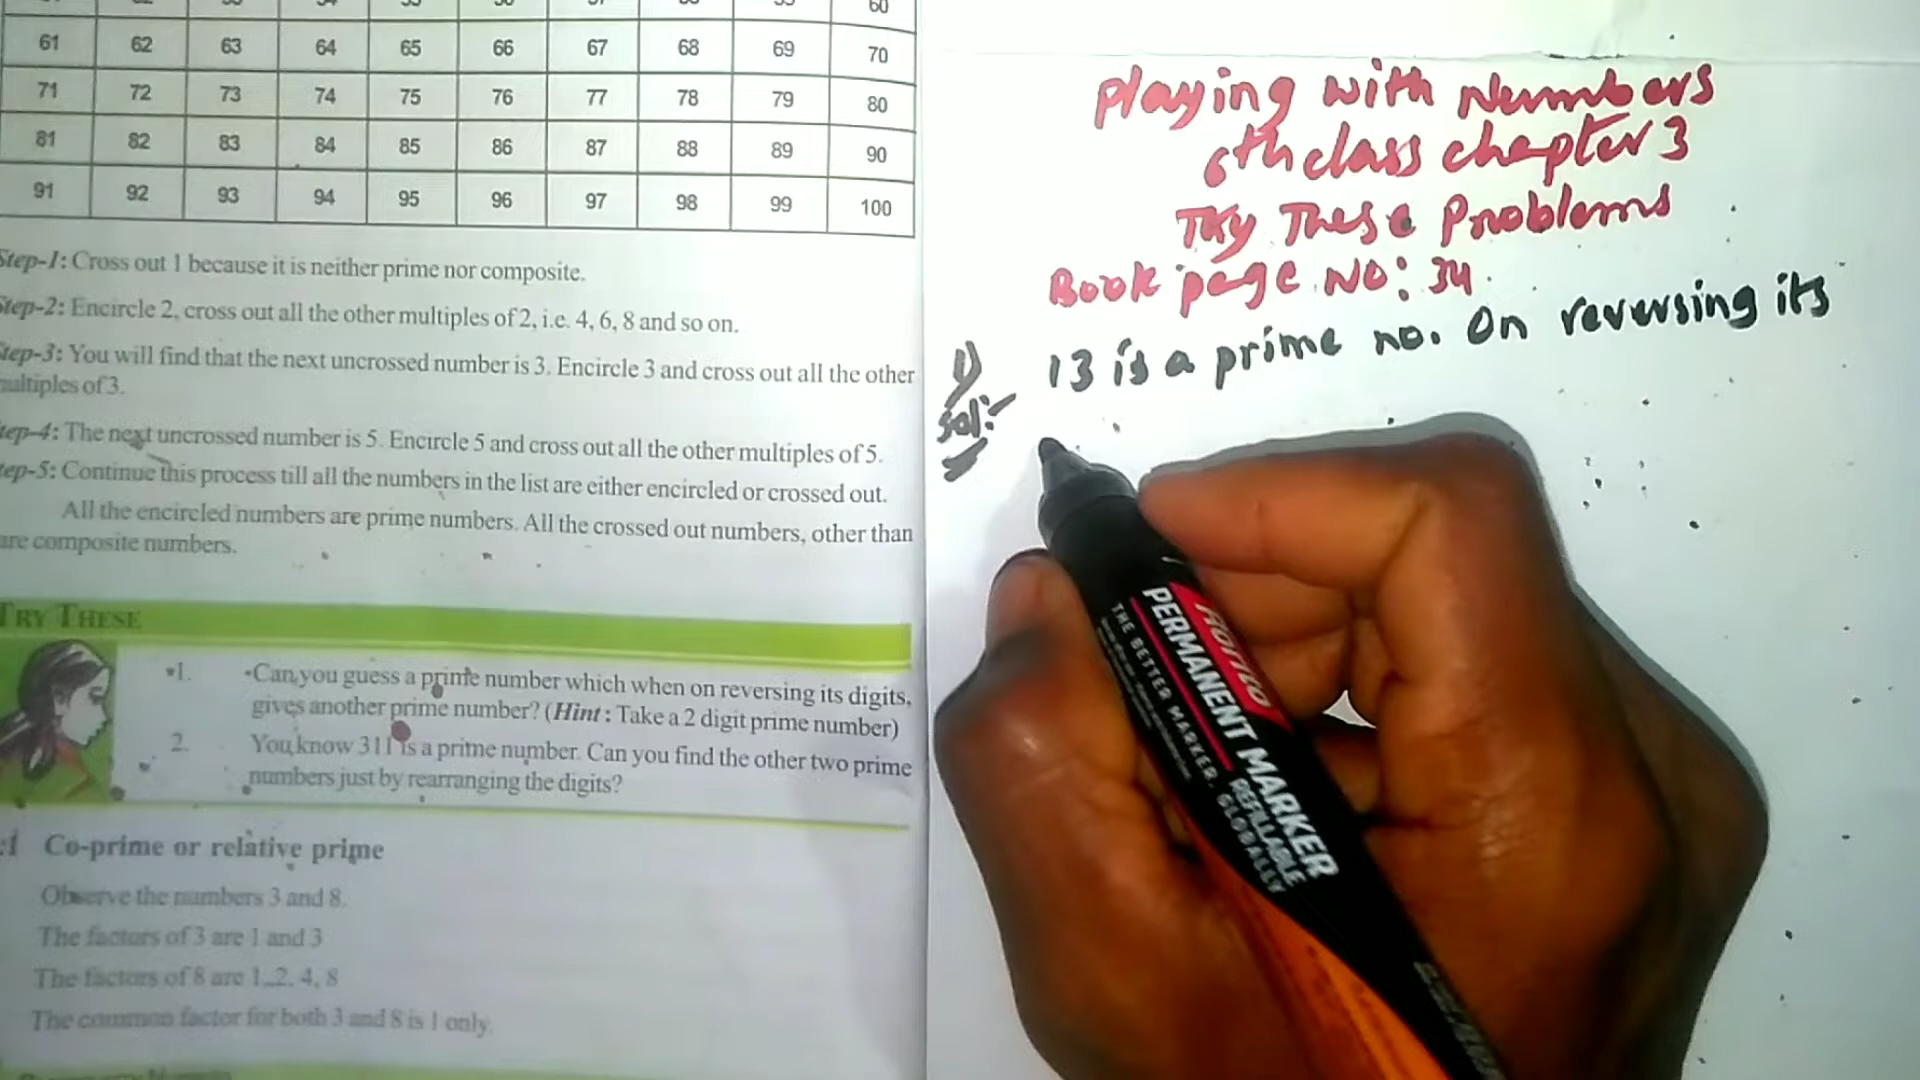 60
61 62 63 64 65 66 67 68 69 70
71 72 73 74 75 76 77 78 79 80
81 82 83 84 85 86 87 88 89 90
91 92 93 94 95 96 97 98 99 100
Step-1: Cross out 1 because it is neither prime nor composite.
Step-2: Encircle 2, cross out all the other multiples of 2, i.e. 4, 6, 8 and so on.
Step-3: You will find that the next uncrossed number is 3. Encircle 3 and cross out all the other
multiples of 3.
tep-4: The next uncrossed number is 5. Encircle 5 and cross out all the other multiples of 5.
tep-5: Continue this process till all the numbers in the list are either encircled or crossed out.
All the encircled numbers are prime numbers. All the crossed out numbers, other than
are composite numbers.
TRY THESE
1. Can you guess a prime number which when on reversing its digits,
gives another prime number? (Hint : Take a 2 digit prime number)
2. You know 311 is a prime number. Can you find the other two prime
numbers just by rearranging the digits?
Co-prime or relative prime
Observe the numbers 3 and 8.
The factors of 3 are 1 and 3
The factors of 8 are 1, 2, 4, 8
The common factor for both 3 and 8 is 1 only.
Playing with Numbers
6th class chapter 3
Try These Problems
Book page No: 34
1) 13 is a prime no. On reversing its
Sol:-
PERMANENT MARKER
THE BETTER MARKER, GLOBALLY
REFILLABLE